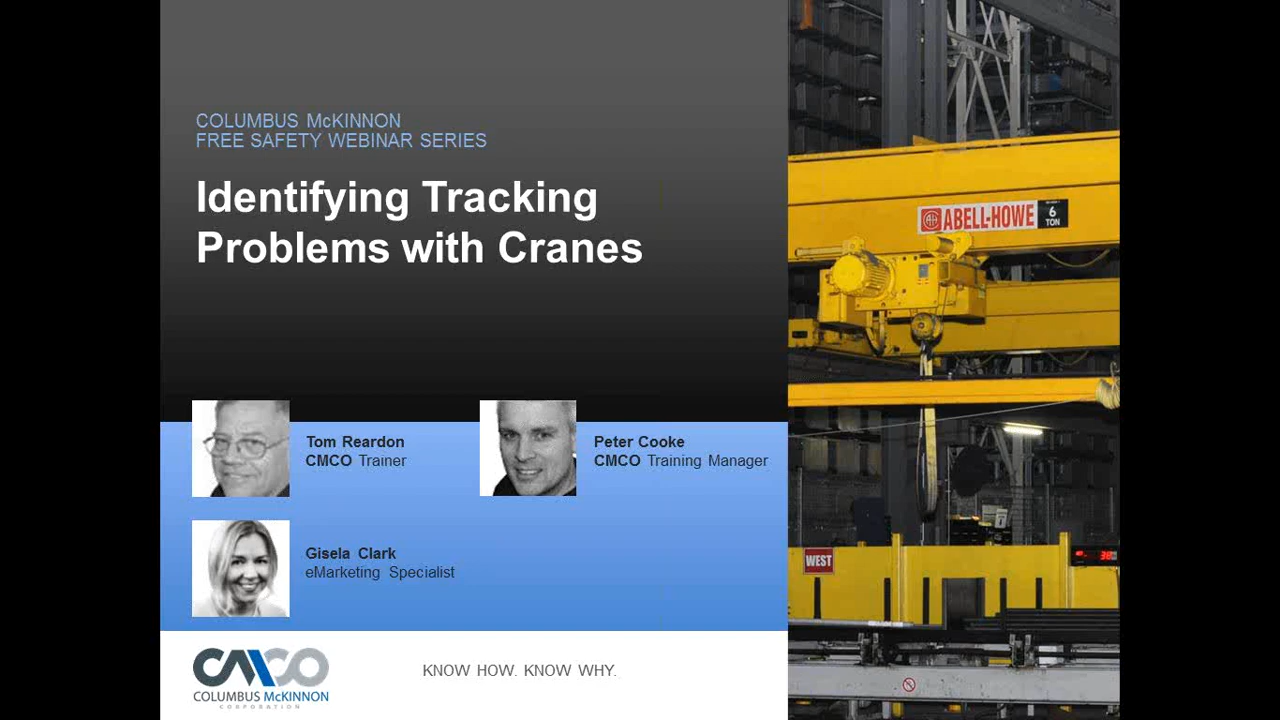 COLUMBUS McKINNON
FREE SAFETY WEBINAR SERIES
Identifying Tracking
Problems with Cranes
ABELL-HOWE
6
TON
Tom Reardon
CMCO Trainer
Peter Cooke
CMCO Training Manager
Gisela Clark
eMarketing Specialist
WEST
CMCO
COLUMBUS McKINNON
CORPORATION
KNOW HOW. KNOW WHY.